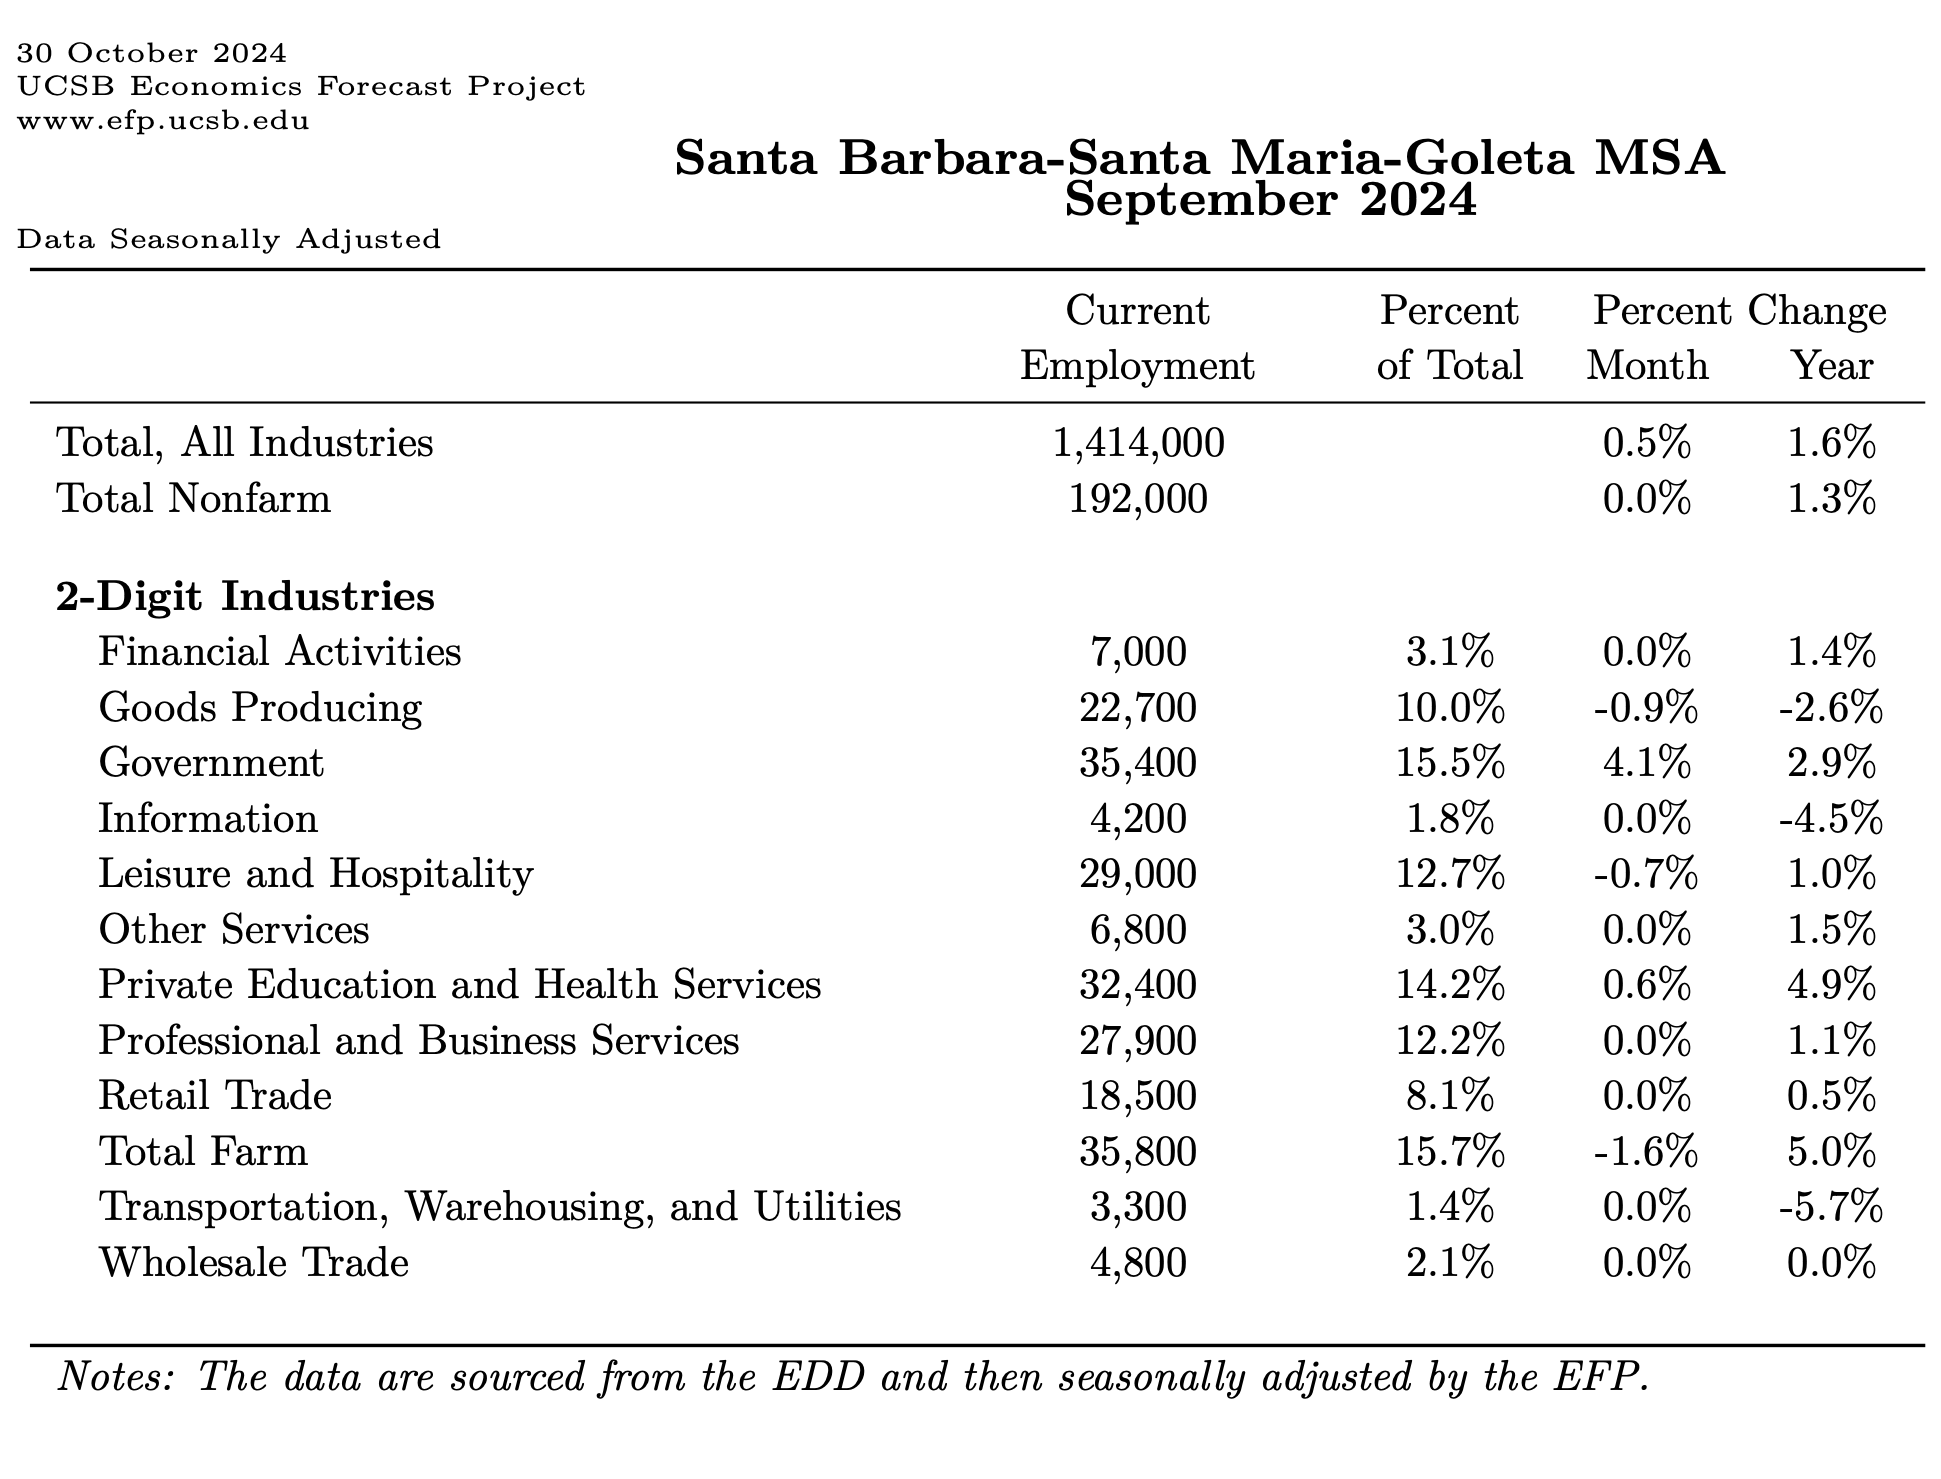 30 October 2024
UCSB Economics Forecast Project
www.efp.ucsb.edu
Santa Barbara-Santa Maria-Goleta MSA
September 2024
Data Seasonally Adjusted
Current Percent Percent Change
Employment of Total Month Year
Total, All Industries 1,414,000 0.5% 1.6%
Total Nonfarm 192,000 0.0% 1.3%
2-Digit Industries
Financial Activities 7,000 3.1% 0.0% 1.4%
Goods Producing 22,700 10.0% -0.9% -2.6%
Government 35,400 15.5% 4.1% 2.9%
Information 4,200 1.8% 0.0% -4.5%
Leisure and Hospitality 29,000 12.7% -0.7% 1.0%
Other Services 6,800 3.0% 0.0% 1.5%
Private Education and Health Services 32,400 14.2% 0.6% 4.9%
Professional and Business Services 27,900 12.2% 0.0% 1.1%
Retail Trade 18,500 8.1% 0.0% 0.5%
Total Farm 35,800 15.7% -1.6% 5.0%
Transportation, Warehousing, and Utilities 3,300 1.4% 0.0% -5.7%
Wholesale Trade 4,800 2.1% 0.0% 0.0%
Notes: The data are sourced from the EDD and then seasonally adjusted by the EFP.